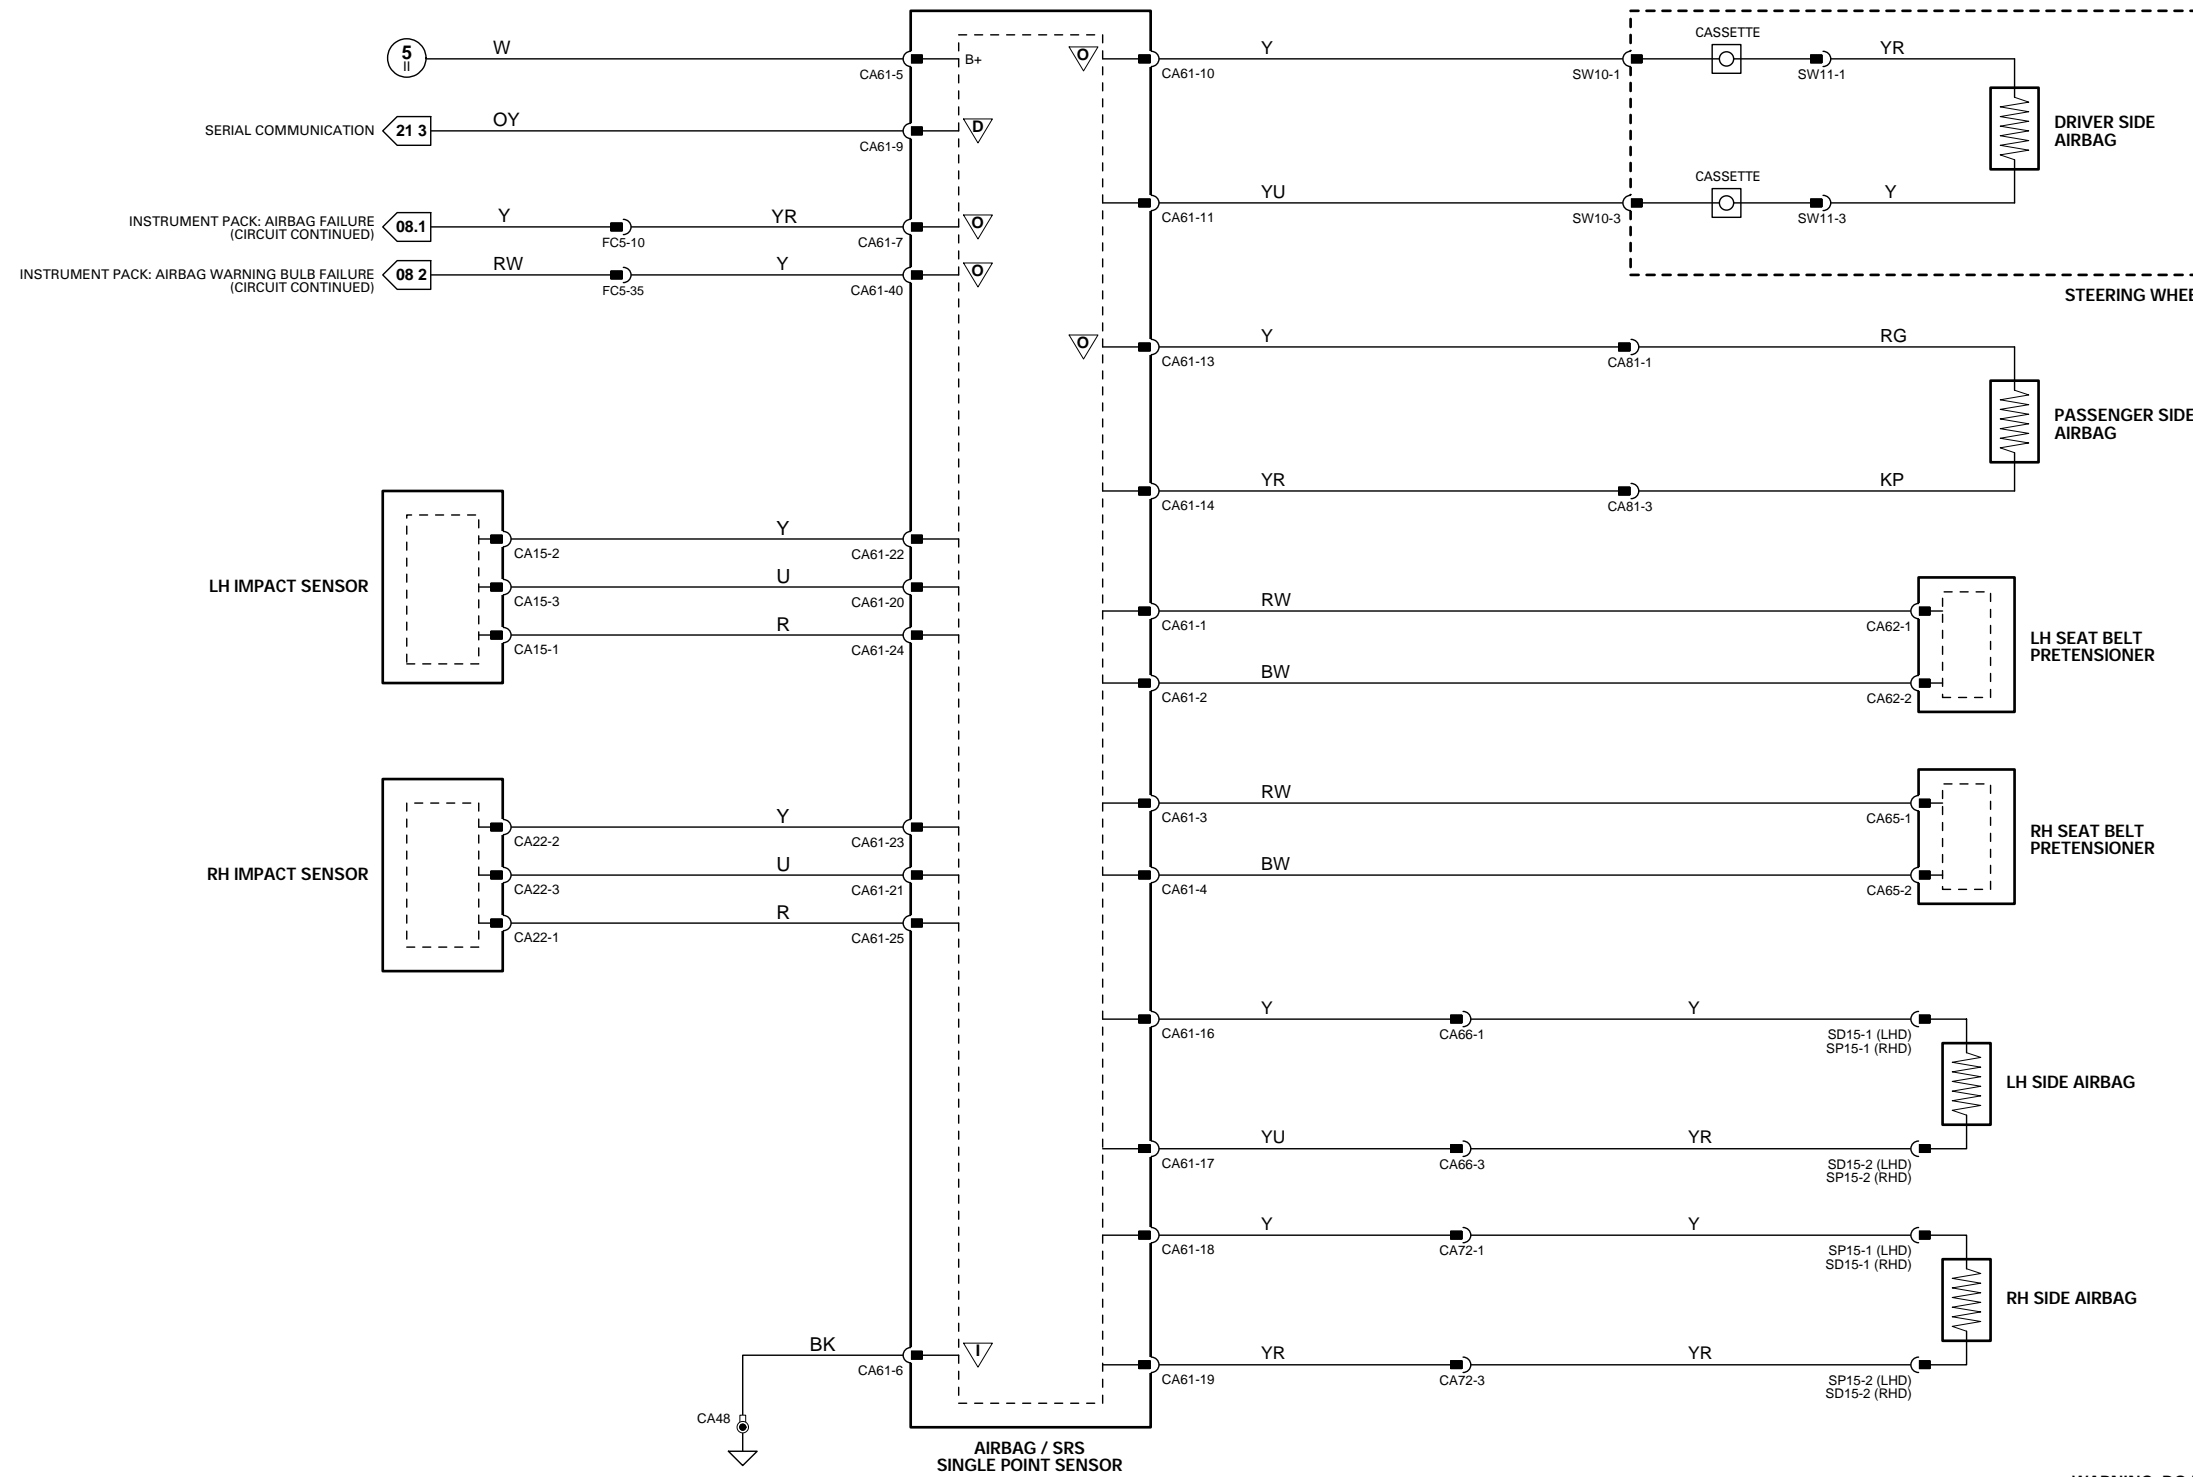 5
II
W
CA61-5
B+
O
SERIAL COMMUNICATION
21 3
OY
CA61-9
D
INSTRUMENT PACK: AIRBAG FAILURE
(CIRCUIT CONTINUED)
08.1
Y
FC5-10
YR
CA61-7
O
INSTRUMENT PACK: AIRBAG WARNING BULB FAILURE
(CIRCUIT CONTINUED)
08 2
RW
FC5-35
Y
CA61-40
O
O
LH IMPACT SENSOR
CA15-2
Y
CA61-22
CA15-3
U
CA61-20
CA15-1
R
CA61-24
RH IMPACT SENSOR
CA22-2
Y
CA61-23
CA22-3
U
CA61-21
CA22-1
R
CA61-25
BK
CA61-6
I
CA48
AIRBAG / SRS
SINGLE POINT SENSOR
CA61-10
Y
SW10-1
CASSETTE
SW11-1
YR
DRIVER SIDE
AIRBAG
CA61-11
YU
SW10-3
CASSETTE
SW11-3
Y
STEERING WHEE
CA61-13
Y
CA81-1
RG
PASSENGER SIDE
AIRBAG
CA61-14
YR
CA81-3
KP
CA61-1
RW
CA62-1
LH SEAT BELT
PRETENSIONER
CA61-2
BW
CA62-2
CA61-3
RW
CA65-1
RH SEAT BELT
PRETENSIONER
CA61-4
BW
CA65-2
CA61-16
Y
CA66-1
Y
SD15-1 (LHD)
SP15-1 (RHD)
LH SIDE AIRBAG
CA61-17
YU
CA66-3
YR
SD15-2 (LHD)
SP15-2 (RHD)
CA61-18
Y
CA72-1
Y
SP15-1 (LHD)
SD15-1 (RHD)
RH SIDE AIRBAG
CA61-19
YR
CA72-3
YR
SP15-2 (LHD)
SD15-2 (RHD)